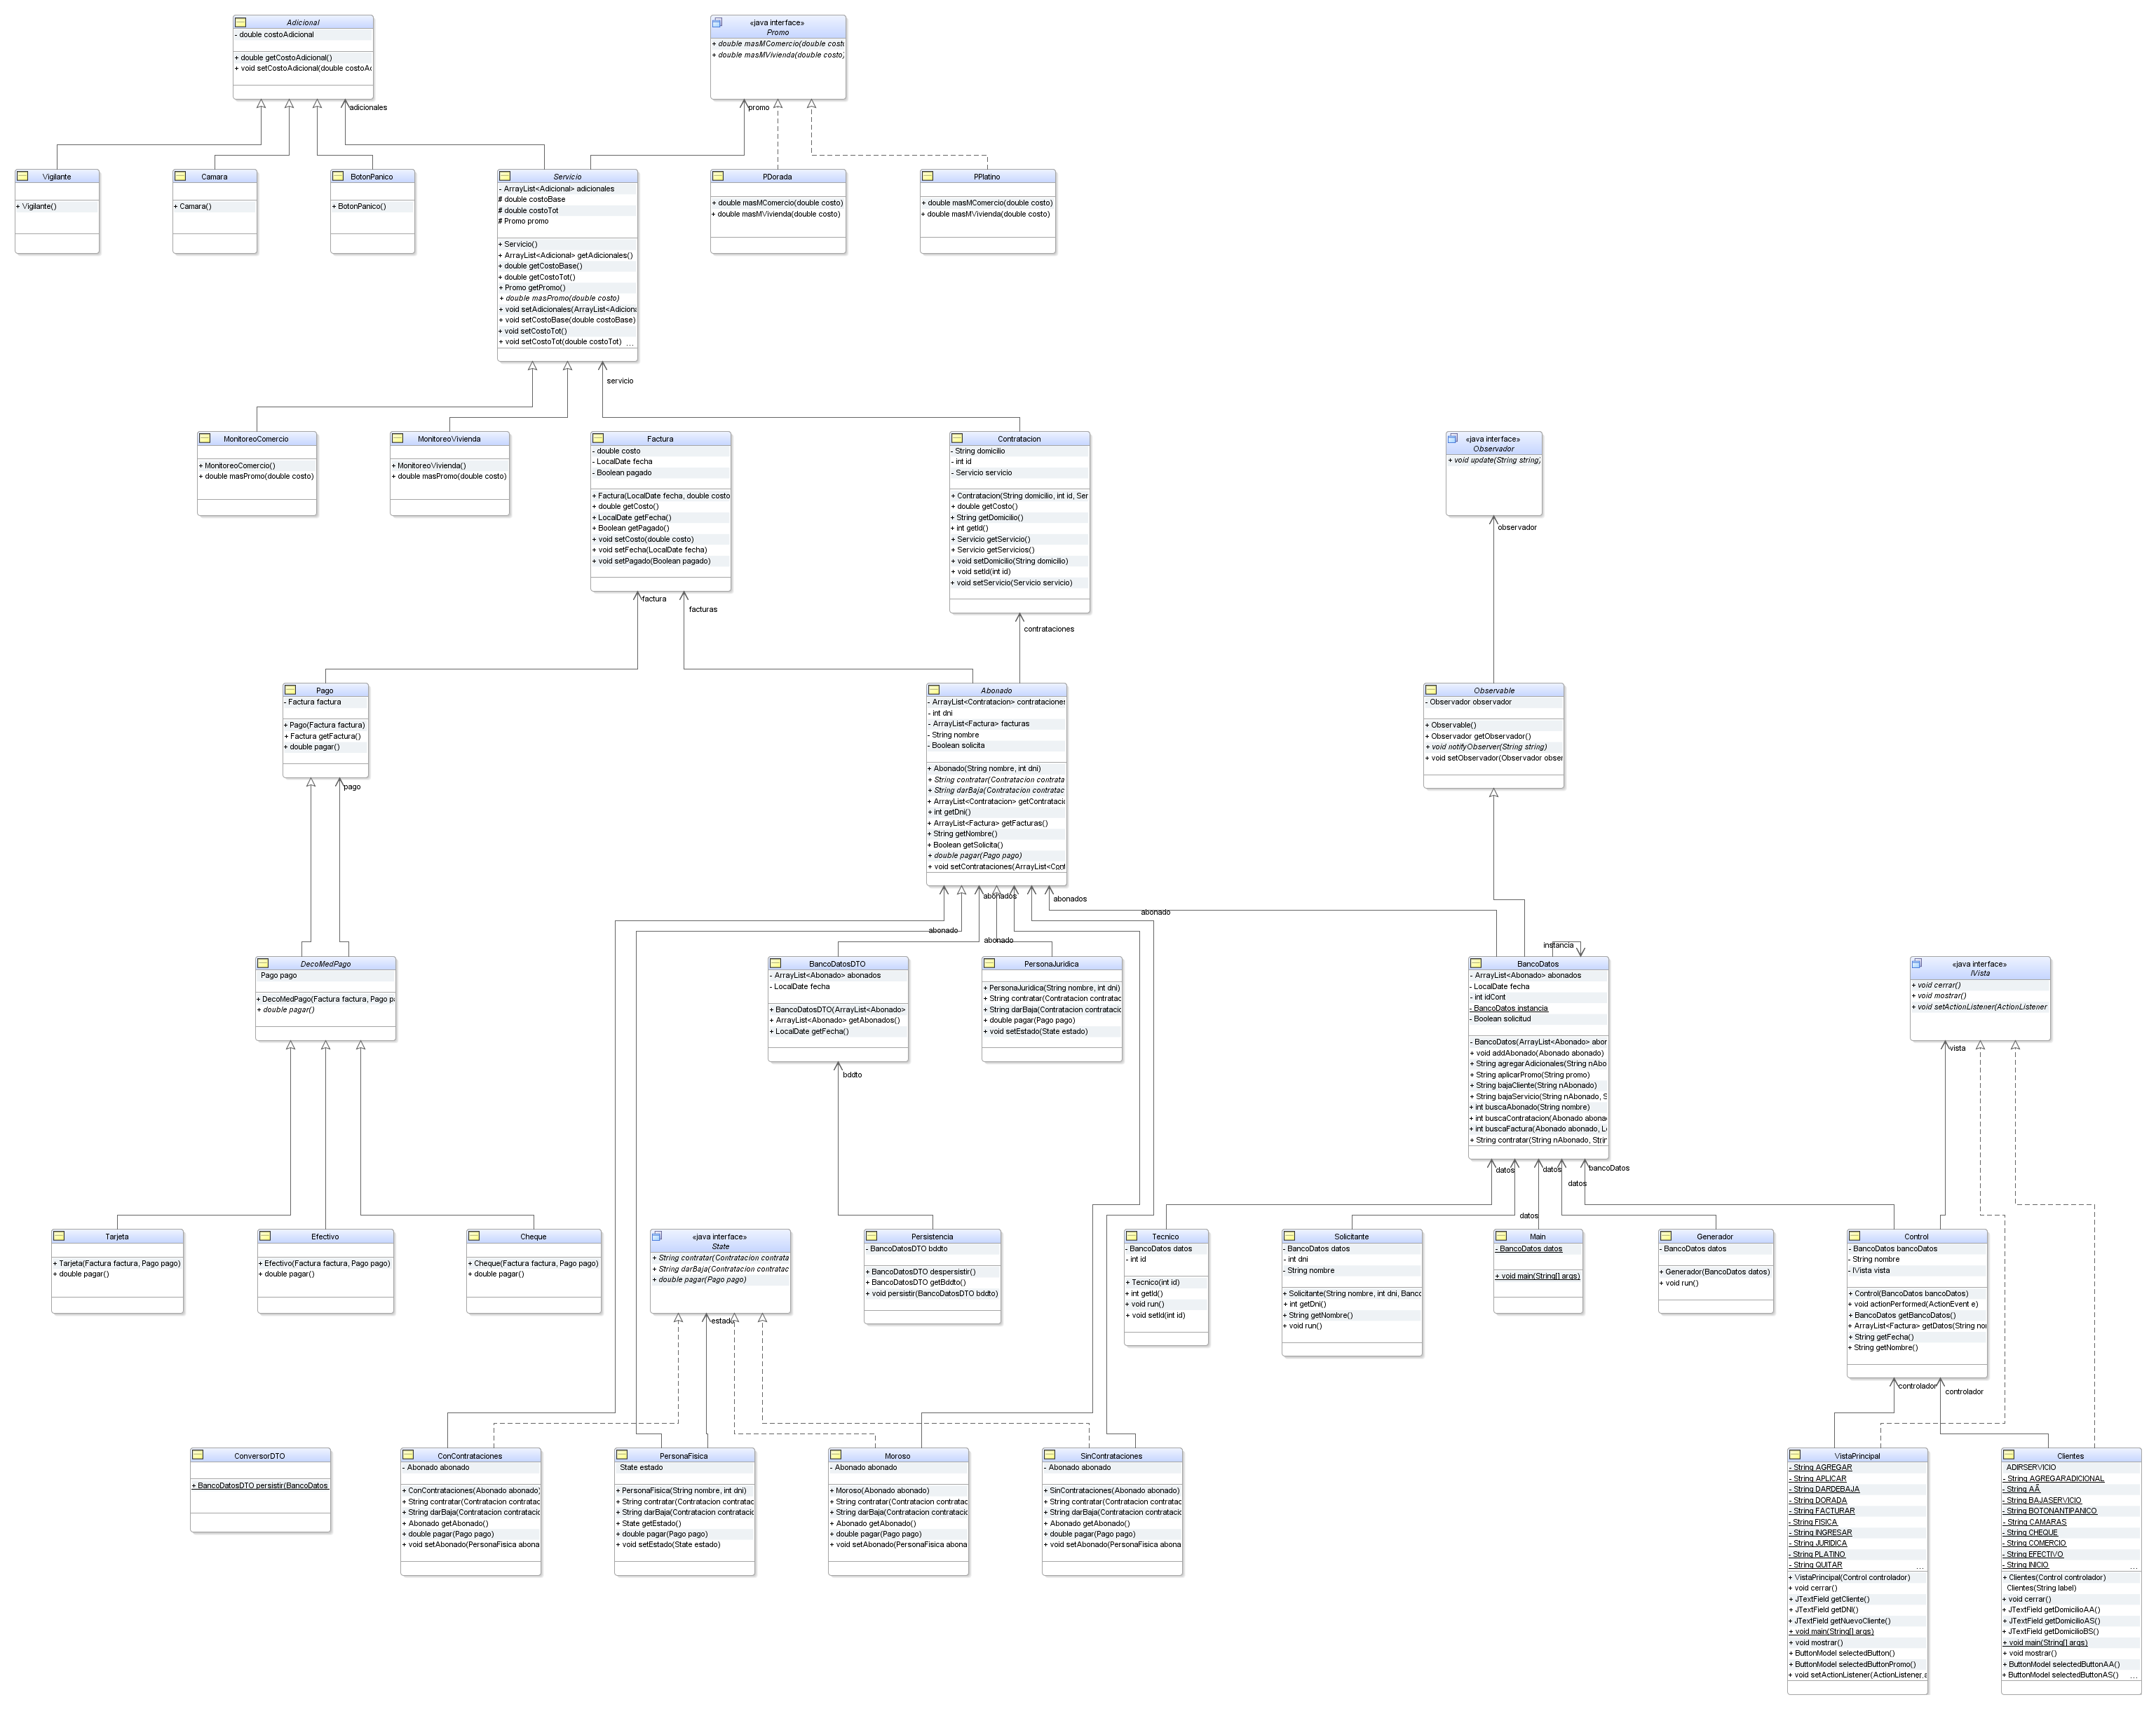 Adicional
- double costoAdicional
+ double getCostoAdicional()
+ void setCostoAdicional(double costoAd
«java interface»
Promo
+ double masMComercio(double costo
+ double masMVivienda(double costo)
adicionales
promo
Vigilante
+ Vigilante()
Camara
+ Camara()
BotonPanico
+ BotonPanico()
Servicio
- ArrayList<Adicional> adicionales
# double costoBase
# double costoTot
# Promo promo
+ Servicio()
+ ArrayList<Adicional> getAdicionales()
+ double getCostoBase()
+ double getCostoTot()
+ Promo getPromo()
+ double masPromo(double costo)
+ void setAdicionales(ArrayList<Adiciona
+ void setCostoBase(double costoBase)
+ void setCostoTot()
+ void setCostoTot(double costoTot) ...
PDorada
+ double masMComercio(double costo)
+ double masMVivienda(double costo)
PPlatino
+ double masMComercio(double costo)
+ double masMVivienda(double costo)
servicio
MonitoreoComercio
+ MonitoreoComercio()
+ double masPromo(double costo)
MonitoreoVivienda
+ MonitoreoVivienda()
+ double masPromo(double costo)
Factura
- double costo
- LocalDate fecha
- Boolean pagado
+ Factura(LocalDate fecha, double costo
+ double getCosto()
+ LocalDate getFecha()
+ Boolean getPagado()
+ void setCosto(double costo)
+ void setFecha(LocalDate fecha)
+ void setPagado(Boolean pagado)
Contratacion
- String domicilio
- int id
- Servicio servicio
+ Contratacion(String domicilio, int id, Ser
+ double getCosto()
+ String getDomicilio()
+ int getId()
+ Servicio getServicio()
+ Servicio getServicios()
+ void setDomicilio(String domicilio)
+ void setId(int id)
+ void setServicio(Servicio servicio)
«java interface»
Observador
+ void update(String string)
observador
factura
facturas
contrataciones
Pago
- Factura factura
+ Pago(Factura factura)
+ Factura getFactura()
+ double pagar()
Abonado
- ArrayList<Contratacion> contrataciones
- int dni
- ArrayList<Factura> facturas
- String nombre
- Boolean solicita
+ Abonado(String nombre, int dni)
+ String contratar(Contratacion contrata
+ String darBaja(Contratacion contratac
+ ArrayList<Contratacion> getContratacio
+ int getDni()
+ ArrayList<Factura> getFacturas()
+ String getNombre()
+ Boolean getSolicita()
+ double pagar(Pago pago)
+ void setContrataciones(ArrayList<Cont
Observable
- Observador observador
+ Observable()
+ Observador getObservador()
+ void notifyObserver(String string)
+ void setObservador(Observador obser
pago
abonados
abonados
abonado
abonado
abonado
instancia
DecoMedPago
Pago pago
+ DecoMedPago(Factura factura, Pago pa
+ double pagar()
BancoDatosDTO
- ArrayList<Abonado> abonados
- LocalDate fecha
+ BancoDatosDTO(ArrayList<Abonado>
+ ArrayList<Abonado> getAbonados()
+ LocalDate getFecha()
PersonaJuridica
+ PersonaJuridica(String nombre, int dni)
+ String contratar(Contratacion contratac
+ String darBaja(Contratacion contratacio
+ double pagar(Pago pago)
+ void setEstado(State estado)
BancoDatos
- ArrayList<Abonado> abonados
- LocalDate fecha
- int idCont
- BancoDatos instancia
- Boolean solicitud
- BancoDatos(ArrayList<Abonado> abon
+ void addAbonado(Abonado abonado)
+ String agregarAdicionales(String nAbo
+ String aplicarPromo(String promo)
+ String bajaCliente(String nAbonado)
+ String bajaServicio(String nAbonado, S
+ int buscaAbonado(String nombre)
+ int buscaContratacion(Abonado abona
+ int buscaFactura(Abonado abonado, Lo
+ String contratar(String nAbonado, Strin
«java interface»
IVista
+ void cerrar()
+ void mostrar()
+ void setActionListener(ActionListener
bddto
vista
datos
datos
bancoDatos
datos
datos
Tarjeta
+ Tarjeta(Factura factura, Pago pago)
+ double pagar()
Efectivo
+ Efectivo(Factura factura, Pago pago)
+ double pagar()
Cheque
+ Cheque(Factura factura, Pago pago)
+ double pagar()
«java interface»
State
+ String contratar(Contratacion contrata
+ String darBaja(Contratacion contratac
+ double pagar(Pago pago)
Persistencia
- BancoDatosDTO bddto
+ BancoDatosDTO despersistir()
+ BancoDatosDTO getBddto()
+ void persistir(BancoDatosDTO bddto)
Tecnico
- BancoDatos datos
- int id
+ Tecnico(int id)
+ int getId()
+ void run()
+ void setId(int id)
Solicitante
- BancoDatos datos
- int dni
- String nombre
+ Solicitante(String nombre, int dni, Banco
+ int getDni()
+ String getNombre()
+ void run()
Main
- BancoDatos datos
+ void main(String[] args)
Generador
- BancoDatos datos
+ Generador(BancoDatos datos)
+ void run()
Control
- BancoDatos bancoDatos
- String nombre
- IVista vista
+ Control(BancoDatos bancoDatos)
+ void actionPerformed(ActionEvent e)
+ BancoDatos getBancoDatos()
+ ArrayList<Factura> getDatos(String nom
+ String getFecha()
+ String getNombre()
estado
controlador
controlador
ConversorDTO
+ BancoDatosDTO persistir(BancoDatos
ConContrataciones
- Abonado abonado
+ ConContrataciones(Abonado abonado)
+ String contratar(Contratacion contratac
+ String darBaja(Contratacion contratacio
+ Abonado getAbonado()
+ double pagar(Pago pago)
+ void setAbonado(PersonaFisica abona
PersonaFisica
State estado
+ PersonaFisica(String nombre, int dni)
+ String contratar(Contratacion contratac
+ String darBaja(Contratacion contratacio
+ State getEstado()
+ double pagar(Pago pago)
+ void setEstado(State estado)
Moroso
- Abonado abonado
+ Moroso(Abonado abonado)
+ String contratar(Contratacion contratac
+ String darBaja(Contratacion contratacio
+ Abonado getAbonado()
+ double pagar(Pago pago)
+ void setAbonado(PersonaFisica abona
SinContrataciones
- Abonado abonado
+ SinContrataciones(Abonado abonado)
+ String contratar(Contratacion contratac
+ String darBaja(Contratacion contratacio
+ Abonado getAbonado()
+ double pagar(Pago pago)
+ void setAbonado(PersonaFisica abona
VistaPrincipal
- String AGREGAR
- String APLICAR
- String DARDEBAJA
- String DORADA
- String FACTURAR
- String FISICA
- String INGRESAR
- String JURIDICA
- String PLATINO
- String QUITAR ...
+ VistaPrincipal(Control controlador)
+ void cerrar()
+ JTextField getCliente()
+ JTextField getDNI()
+ JTextField getNuevoCliente()
+ void main(String[] args)
+ void mostrar()
+ ButtonModel selectedButton()
+ ButtonModel selectedButtonPromo()
+ void setActionListener(ActionListener a
Clientes
ADIRSERVICIO
- String AGREGARADICIONAL
- String AÃ
- String BAJASERVICIO
- String BOTONANTIPANICO
- String CAMARAS
- String CHEQUE
- String COMERCIO
- String EFECTIVO
- String INICIO ...
+ Clientes(Control controlador)
Clientes(String label)
+ void cerrar()
+ JTextField getDomicilioAA()
+ JTextField getDomicilioAS()
+ JTextField getDomicilioBS()
+ void main(String[] args)
+ void mostrar()
+ ButtonModel selectedButtonAA()
+ ButtonModel selectedButtonAS() ...